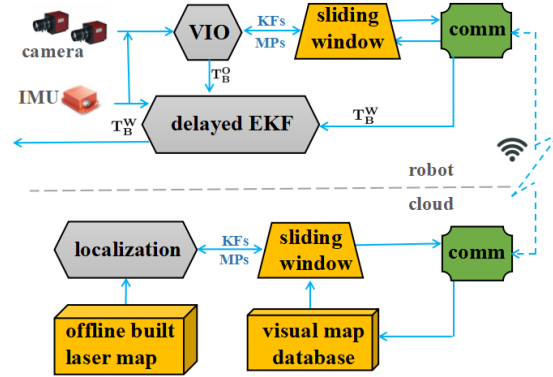 camera
IMU
VIO
KFs
MPs
sliding
window
comm
T_B^O
T_B^W
delayed EKF
T_B^W
robot
cloud
localization
KFs
MPs
sliding
window
comm
offline built
laser map
visual map
database